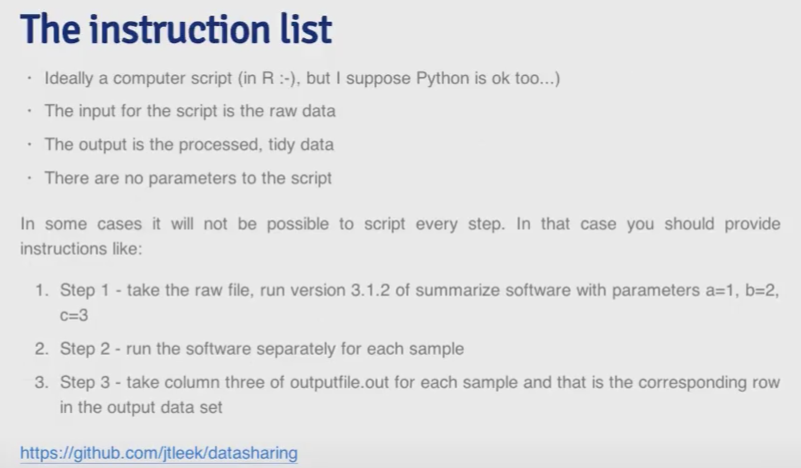 The instruction list
· Ideally a computer script (in R :-), but I suppose Python is ok too...)
· The input for the script is the raw data
· The output is the processed, tidy data
· There are no parameters to the script
In some cases it will not be possible to script every step. In that case you should provide
instructions like:
1. Step 1 - take the raw file, run version 3.1.2 of summarize software with parameters a=1, b=2,
c=3
2. Step 2 - run the software separately for each sample
3. Step 3 - take column three of outputfile.out for each sample and that is the corresponding row
in the output data set
https://github.com/jtleek/datasharing